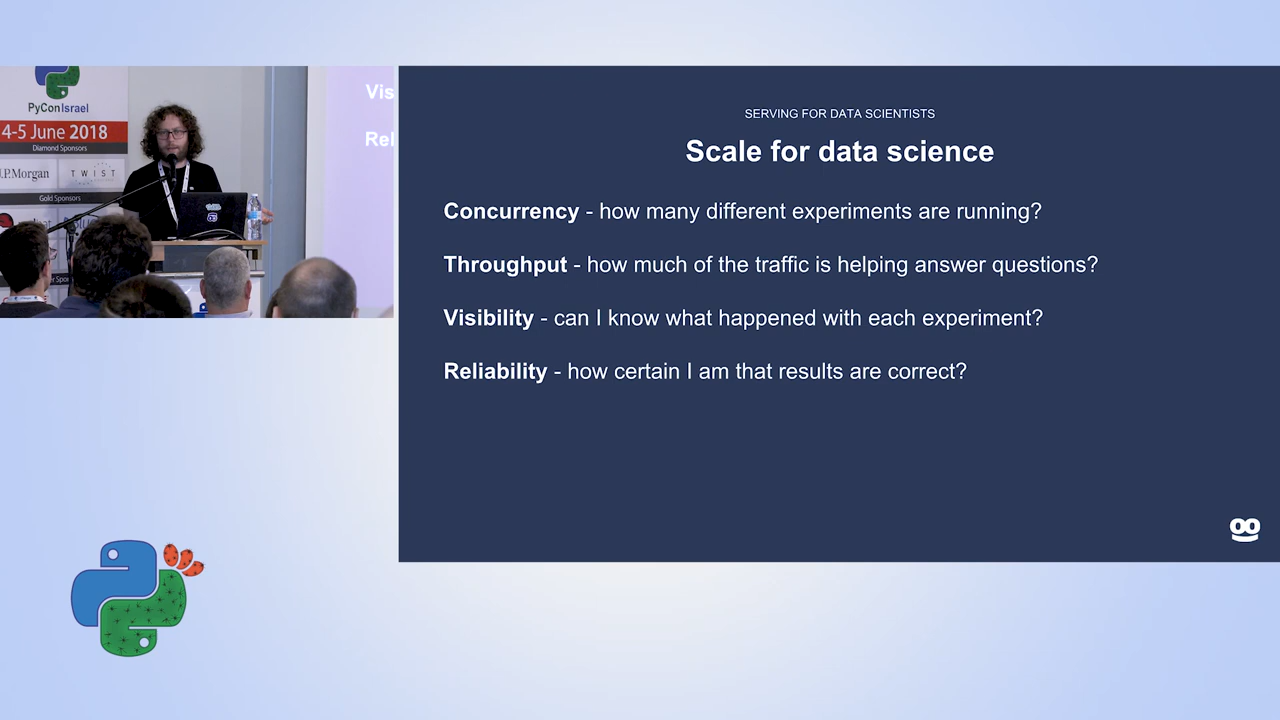 PyConIsrael
4-5 June 2018
Diamond Sponsors
J.P.Morgan
TWIST
Gold Sponsors
Vis
Rel
SERVING FOR DATA SCIENTISTS
Scale for data science
Concurrency - how many different experiments are running?
Throughput - how much of the traffic is helping answer questions?
Visibility - can I know what happened with each experiment?
Reliability - how certain I am that results are correct?